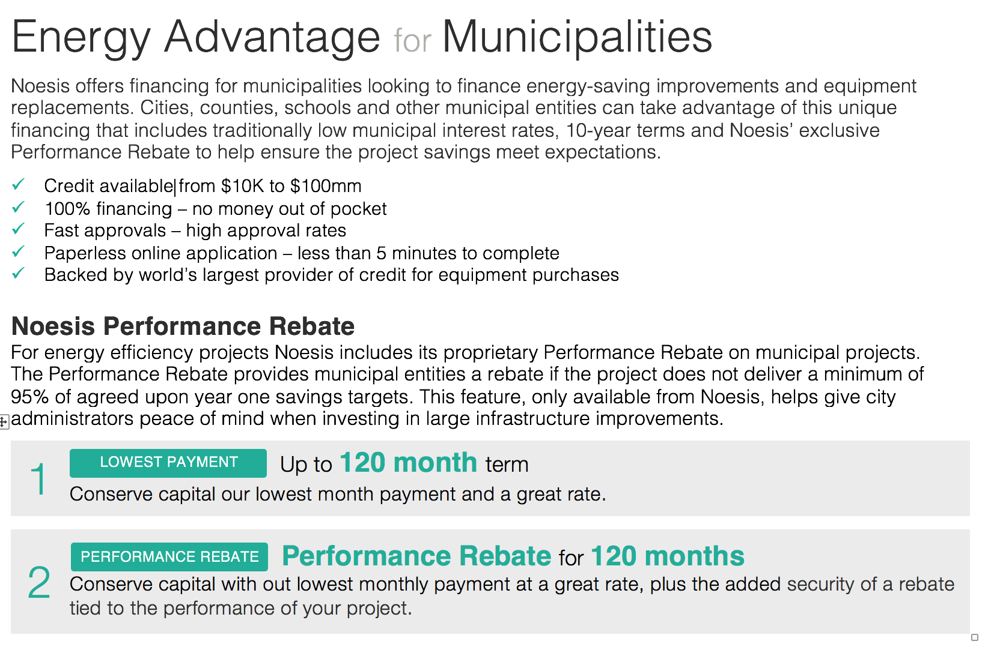 Energy Advantage for Municipalities
Noesis offers financing for municipalities looking to finance energy-saving improvements and equipment
replacements. Cities, counties, schools and other municipal entities can take advantage of this unique
financing that includes traditionally low municipal interest rates, 10-year terms and Noesis’ exclusive
Performance Rebate to help ensure the project savings meet expectations.
✓ Credit available from $10K to $100mm
✓ 100% financing – no money out of pocket
✓ Fast approvals – high approval rates
✓ Paperless online application – less than 5 minutes to complete
✓ Backed by world’s largest provider of credit for equipment purchases
Noesis Performance Rebate
For energy efficiency projects Noesis includes its proprietary Performance Rebate on municipal projects.
The Performance Rebate provides municipal entities a rebate if the project does not deliver a minimum of
95% of agreed upon year one savings targets. This feature, only available from Noesis, helps give city
administrators peace of mind when investing in large infrastructure improvements.
1 LOWEST PAYMENT Up to 120 month term
Conserve capital our lowest month payment and a great rate.
2 PERFORMANCE REBATE Performance Rebate for 120 months
Conserve capital with out lowest monthly payment at a great rate, plus the added security of a rebate
tied to the performance of your project.